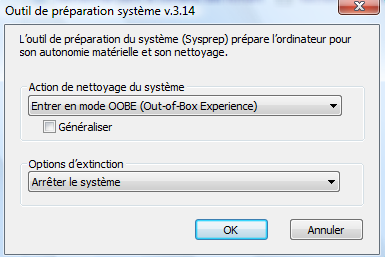 Outil de préparation système v.3.14
L'outil de préparation du système (Sysprep) prépare l'ordinateur pour
son autonomie matérielle et son nettoyage.
Action de nettoyage du système
Entrer en mode OOBE (Out-of-Box Experience)
Généraliser
Options d'extinction
Arrêter le système
OK Annuler